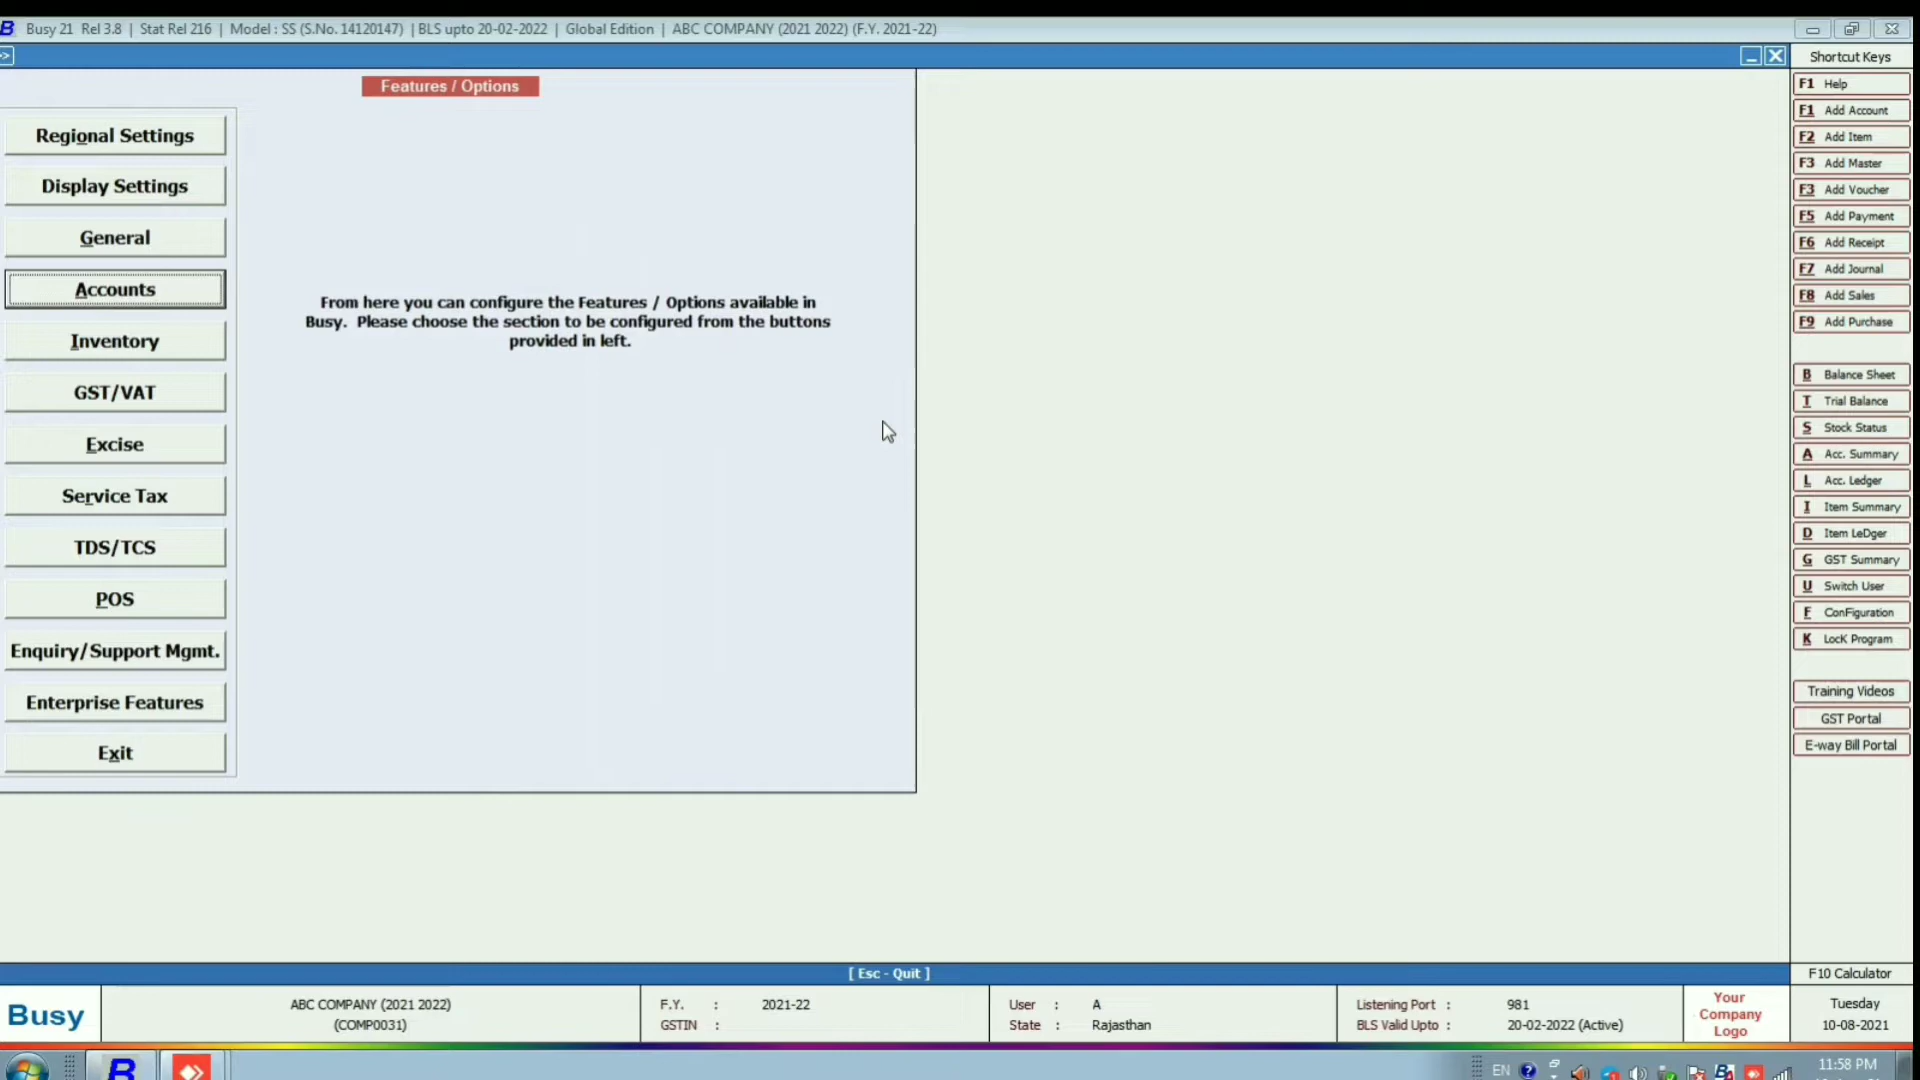 Busy 21 Rel 3.8 | Stat Rel 216 | Model : SS (S.No. 14120147) | BLS upto 20-02-2022 | Global Edition | ABC COMPANY (2021 2022) (F.Y. 2021-22)
>>
Features / Options
Regional Settings
Display Settings
General
Accounts
Inventory
GST/VAT
Excise
Service Tax
TDS/TCS
POS
Enquiry/Support Mgmt.
Enterprise Features
Exit
From here you can configure the Features / Options available in
Busy. Please choose the section to be configured from the buttons
provided in left.
Shortcut Keys
F1 Help
F1 Add Account
F2 Add Item
F3 Add Master
F3 Add Voucher
F5 Add Payment
F6 Add Receipt
F7 Add Journal
F8 Add Sales
F9 Add Purchase
B Balance Sheet
T Trial Balance
S Stock Status
A Acc. Summary
L Acc. Ledger
I Item Summary
D Item LeDger
G GST Summary
U Switch User
F ConFiguration
K LocK Program
Training Videos
GST Portal
E-way Bill Portal
[ Esc - Quit ]
F10 Calculator
Busy
ABC COMPANY (2021 2022)
(COMP0031)
F.Y. : 2021-22
GSTIN :
User : A
State : Rajasthan
Listening Port : 981
BLS Valid Upto : 20-02-2022 (Active)
Your
Company
Logo
Tuesday
10-08-2021
B
EN
11:58 PM